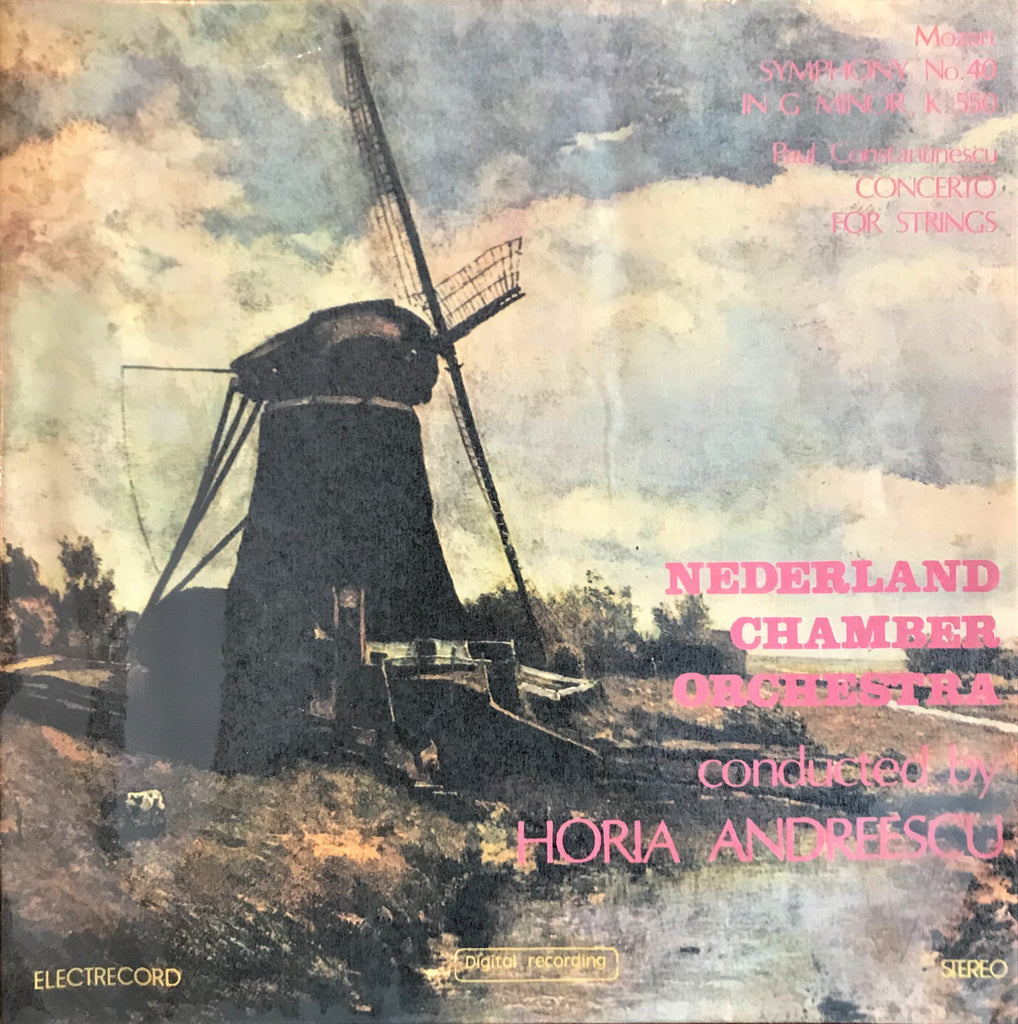 Mozart
SYMPHONY No.40
IN G MINOR, K.550
Paul Constantinescu
CONCERTO
FOR STRINGS
NEDERLAND
CHAMBER
ORCHESTRA
conducted by
HORIA ANDREESCU
ELECTRECORD
Digital recording
STEREO